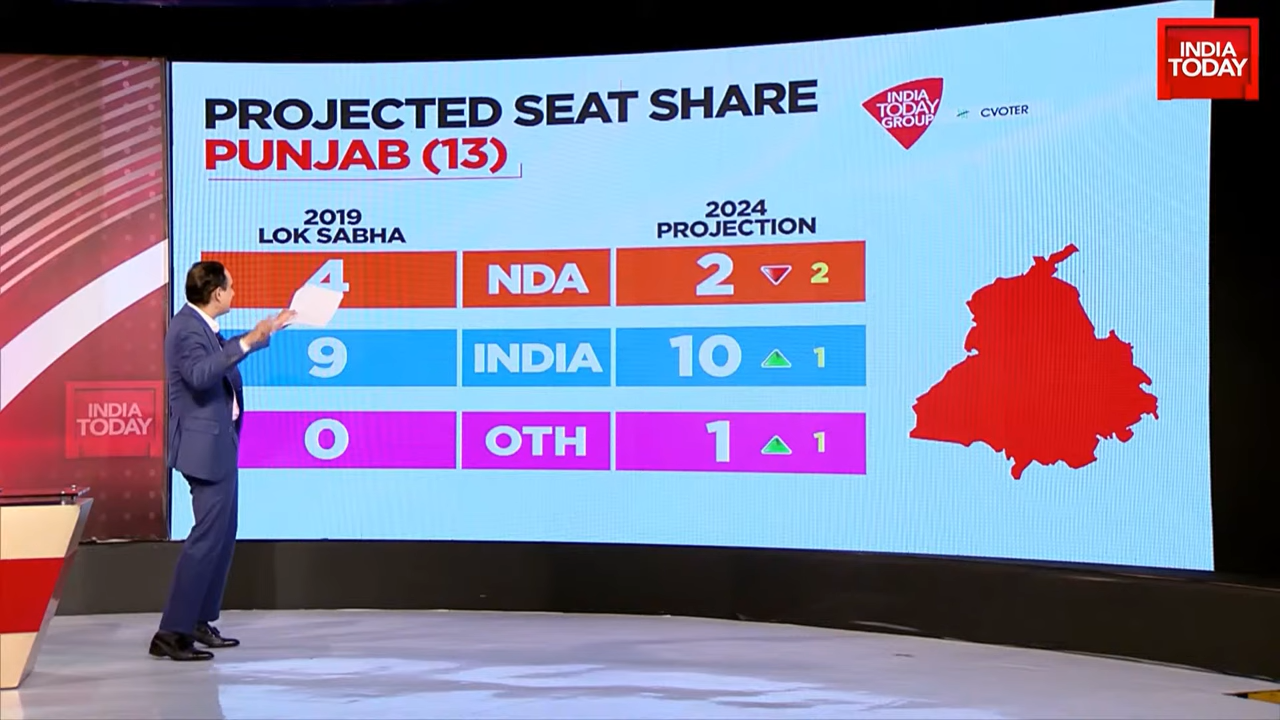 INDIA
TODAY
PROJECTED SEAT SHARE
PUNJAB (13)
INDIA
TODAY
GROUP
CVOTER
2019
LOK SABHA
2024
PROJECTION
4 NDA 2 2
9 INDIA 10 1
0 OTH 1 1
INDIA
TODAY